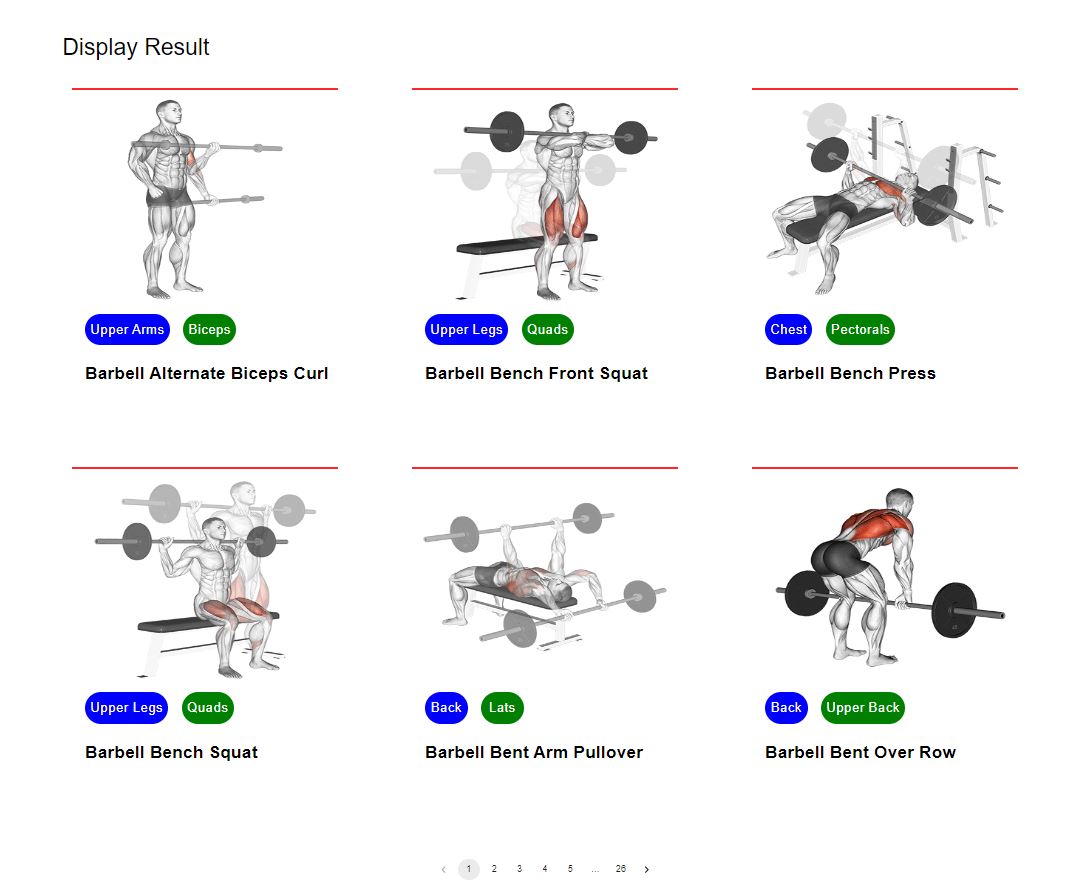 Display Result
Upper Arms Biceps
Barbell Alternate Biceps Curl
Upper Legs Quads
Barbell Bench Front Squat
Chest Pectorals
Barbell Bench Press
Upper Legs Quads
Barbell Bench Squat
Back Lats
Barbell Bent Arm Pullover
Back Upper Back
Barbell Bent Over Row
‹ 1 2 3 4 5 ... 26 ›